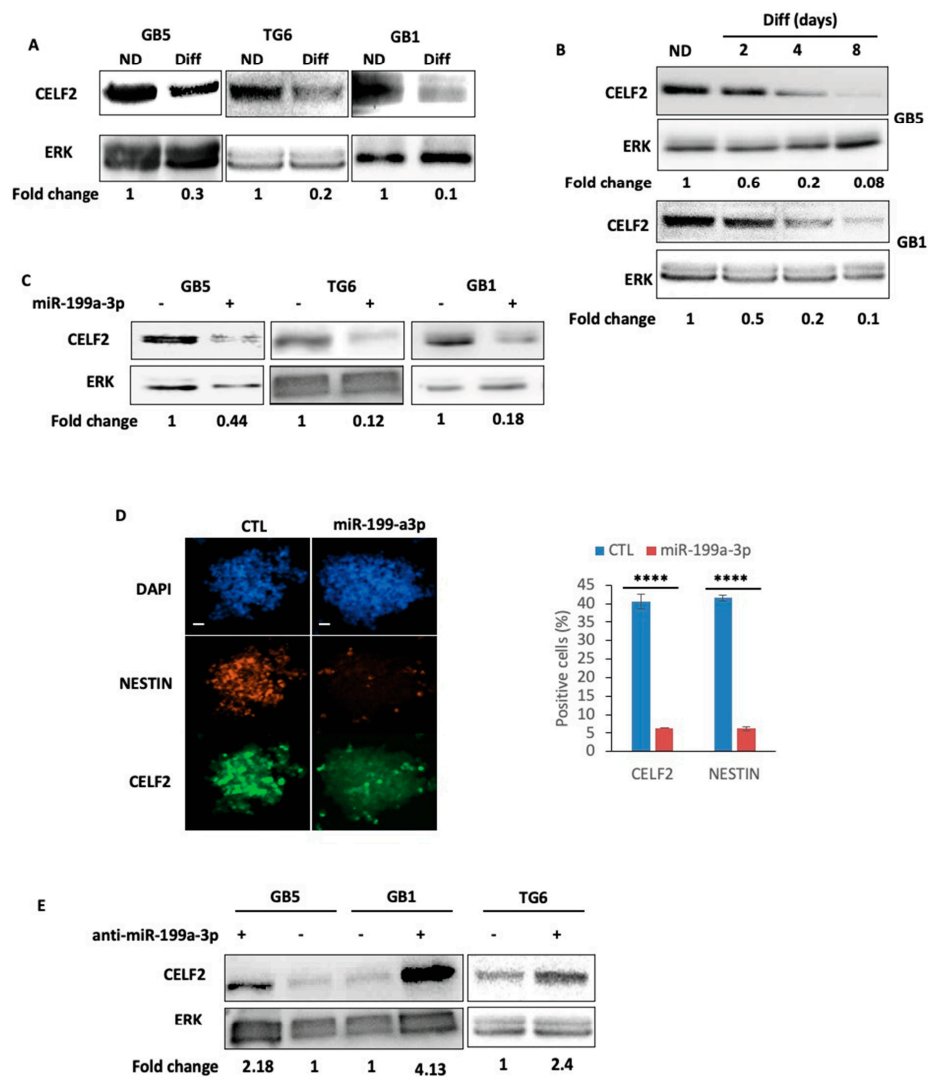 A
GB5 TG6 GB1
ND Diff ND Diff ND Diff
CELF2
ERK
Fold change 1 0.3 1 0.2 1 0.1
B
Diff (days)
ND 2 4 8
CELF2
GB5
ERK
Fold change 1 0.6 0.2 0.08
CELF2
GB1
ERK
Fold change 1 0.5 0.2 0.1
C
GB5 TG6 GB1
miR-199a-3p - + - + - +
CELF2
ERK
Fold change 1 0.44 1 0.12 1 0.18
D
CTL miR-199-a3p
DAPI
NESTIN
CELF2
CTL miR-199a-3p
**** ****
Positive cells (%)
45
40
35
30
25
20
15
10
5
0
CELF2 NESTIN
E
GB5 GB1 TG6
anti-miR-199a-3p + - - + - +
CELF2
ERK
Fold change 2.18 1 1 4.13 1 2.4